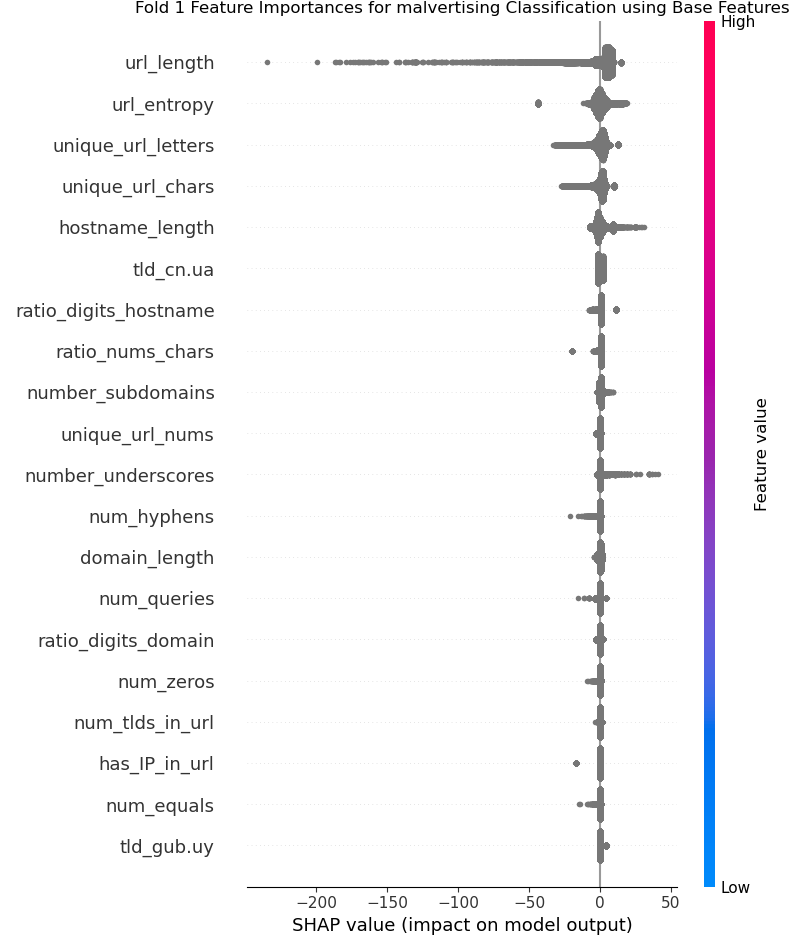 Fold 1 Feature Importances for malvertising Classification using Base Features
High
url_length
url_entropy
unique_url_letters
unique_url_chars
hostname_length
tld_cn.ua
ratio_digits_hostname
ratio_nums_chars
number_subdomains
unique_url_nums
number_underscores
num_hyphens
domain_length
num_queries
ratio_digits_domain
num_zeros
num_tlds_in_url
has_IP_in_url
num_equals
tld_gub.uy
Feature value
Low
−200 −150 −100 −50 0 50
SHAP value (impact on model output)